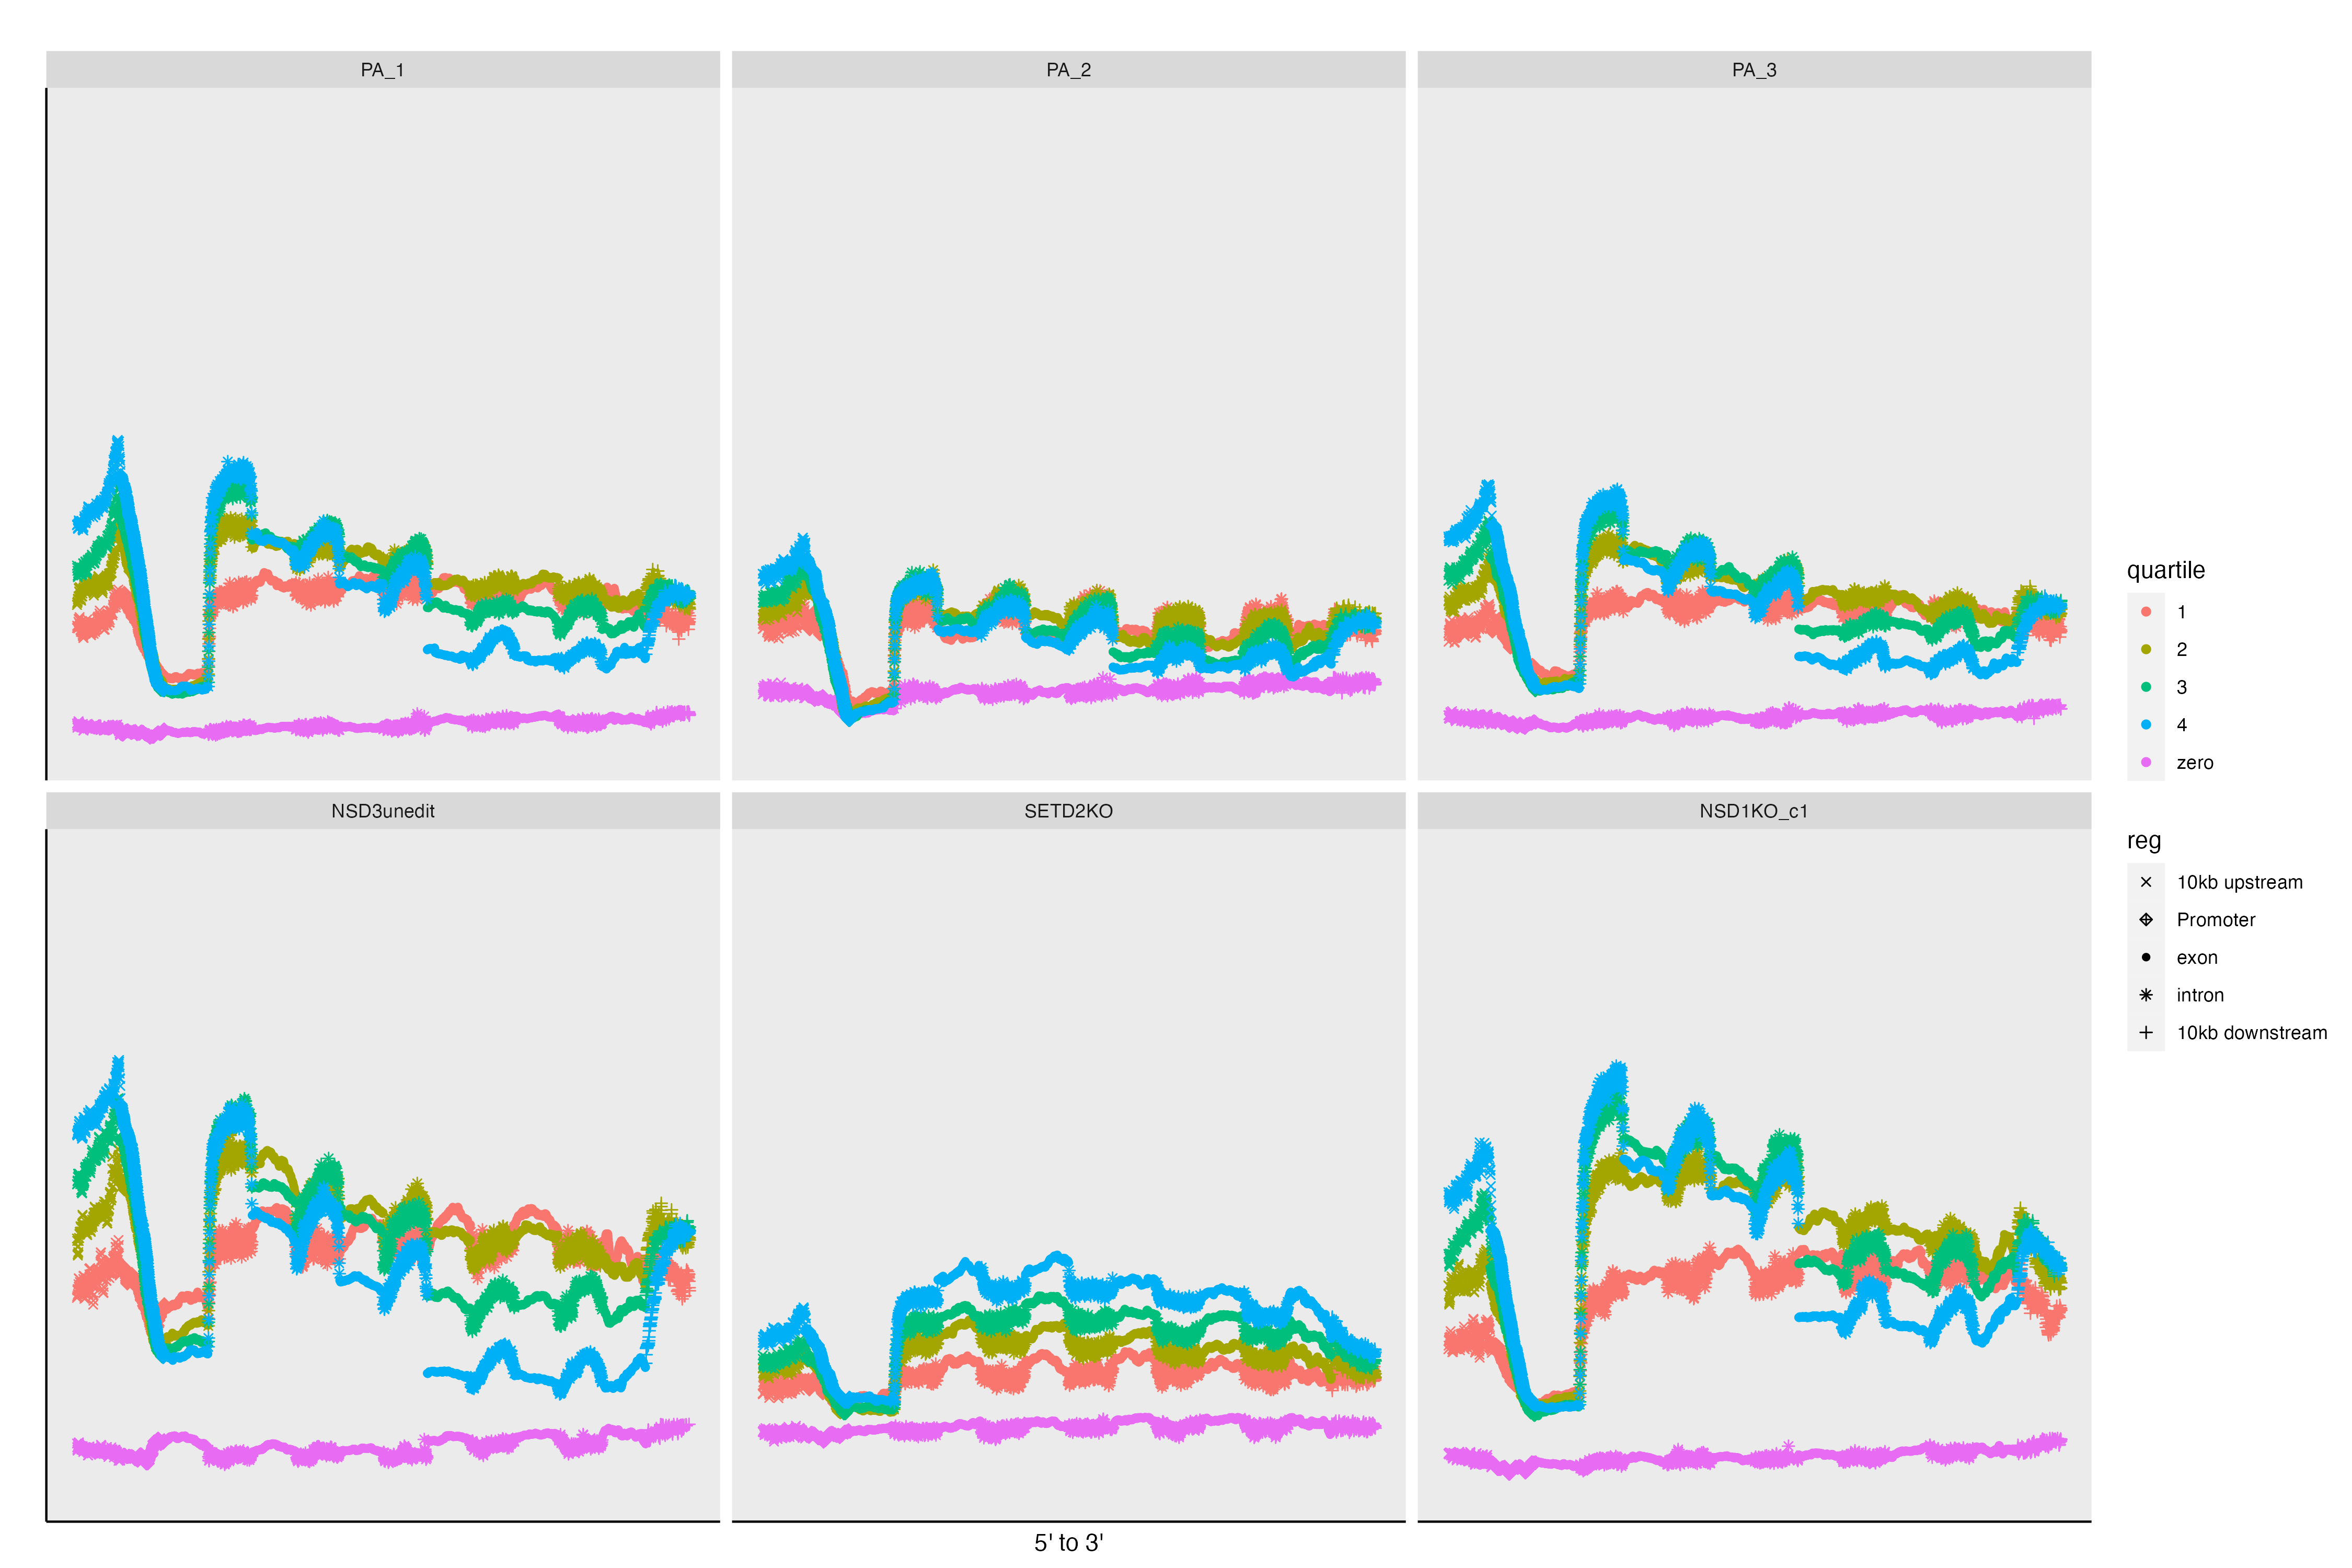 PA_1
PA_2
PA_3
NSD3unedit
SETD2KO
NSD1KO_c1
5' to 3'
quartile
1
2
3
4
zero
reg
10kb upstream
Promoter
exon
intron
10kb downstream